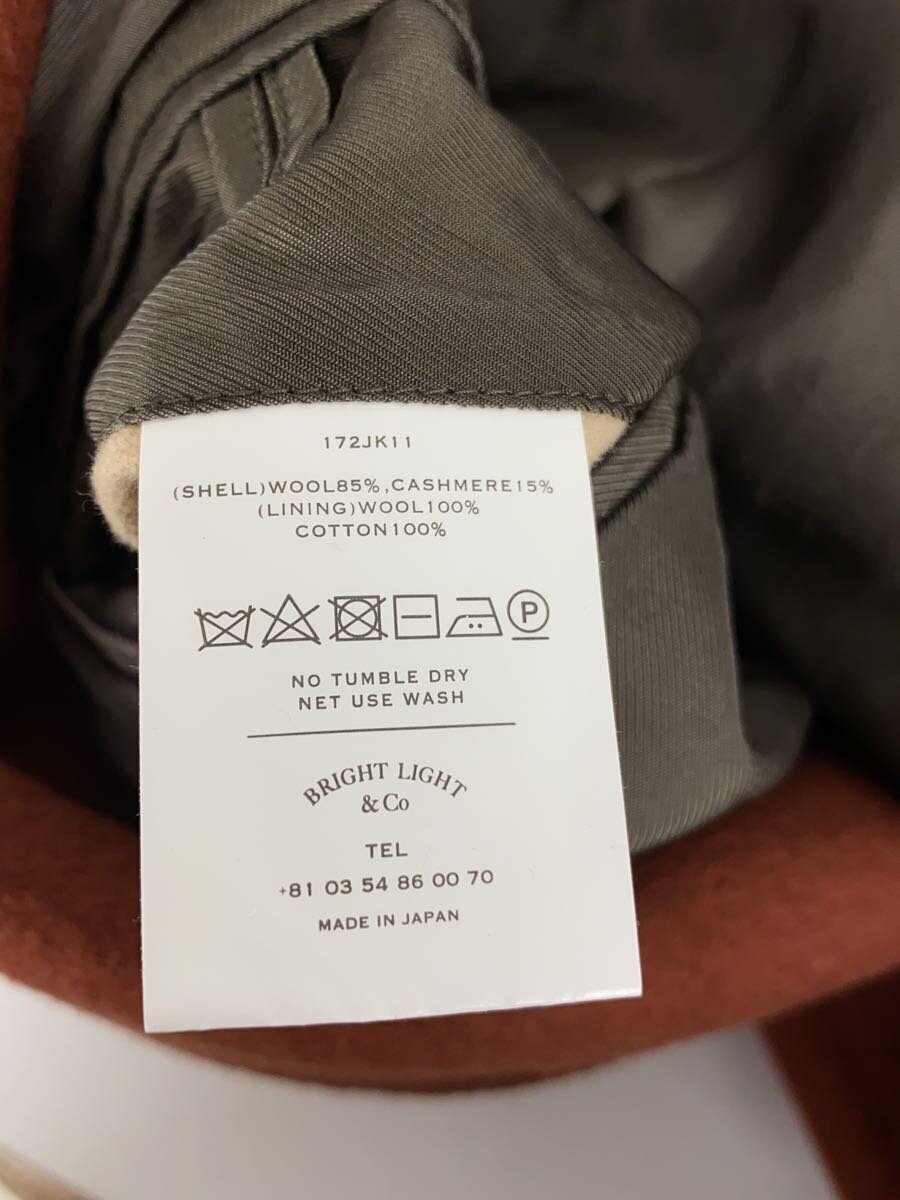 172JK11
(SHELL)WOOL85%,CASHMERE15%
(LINING)WOOL100%
COTTON100%
P
NO TUMBLE DRY
NET USE WASH
BRIGHT LIGHT
& Co
TEL
+81 03 54 86 00 70
MADE IN JAPAN